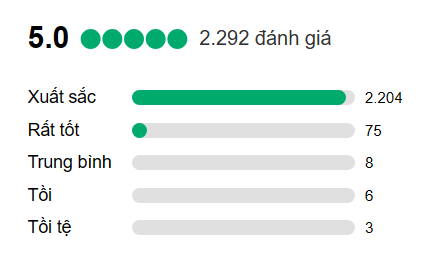 5.0 2.292 đánh giá
Xuất sắc 2.204
Rất tốt 75
Trung bình 8
Tồi 6
Tồi tệ 3